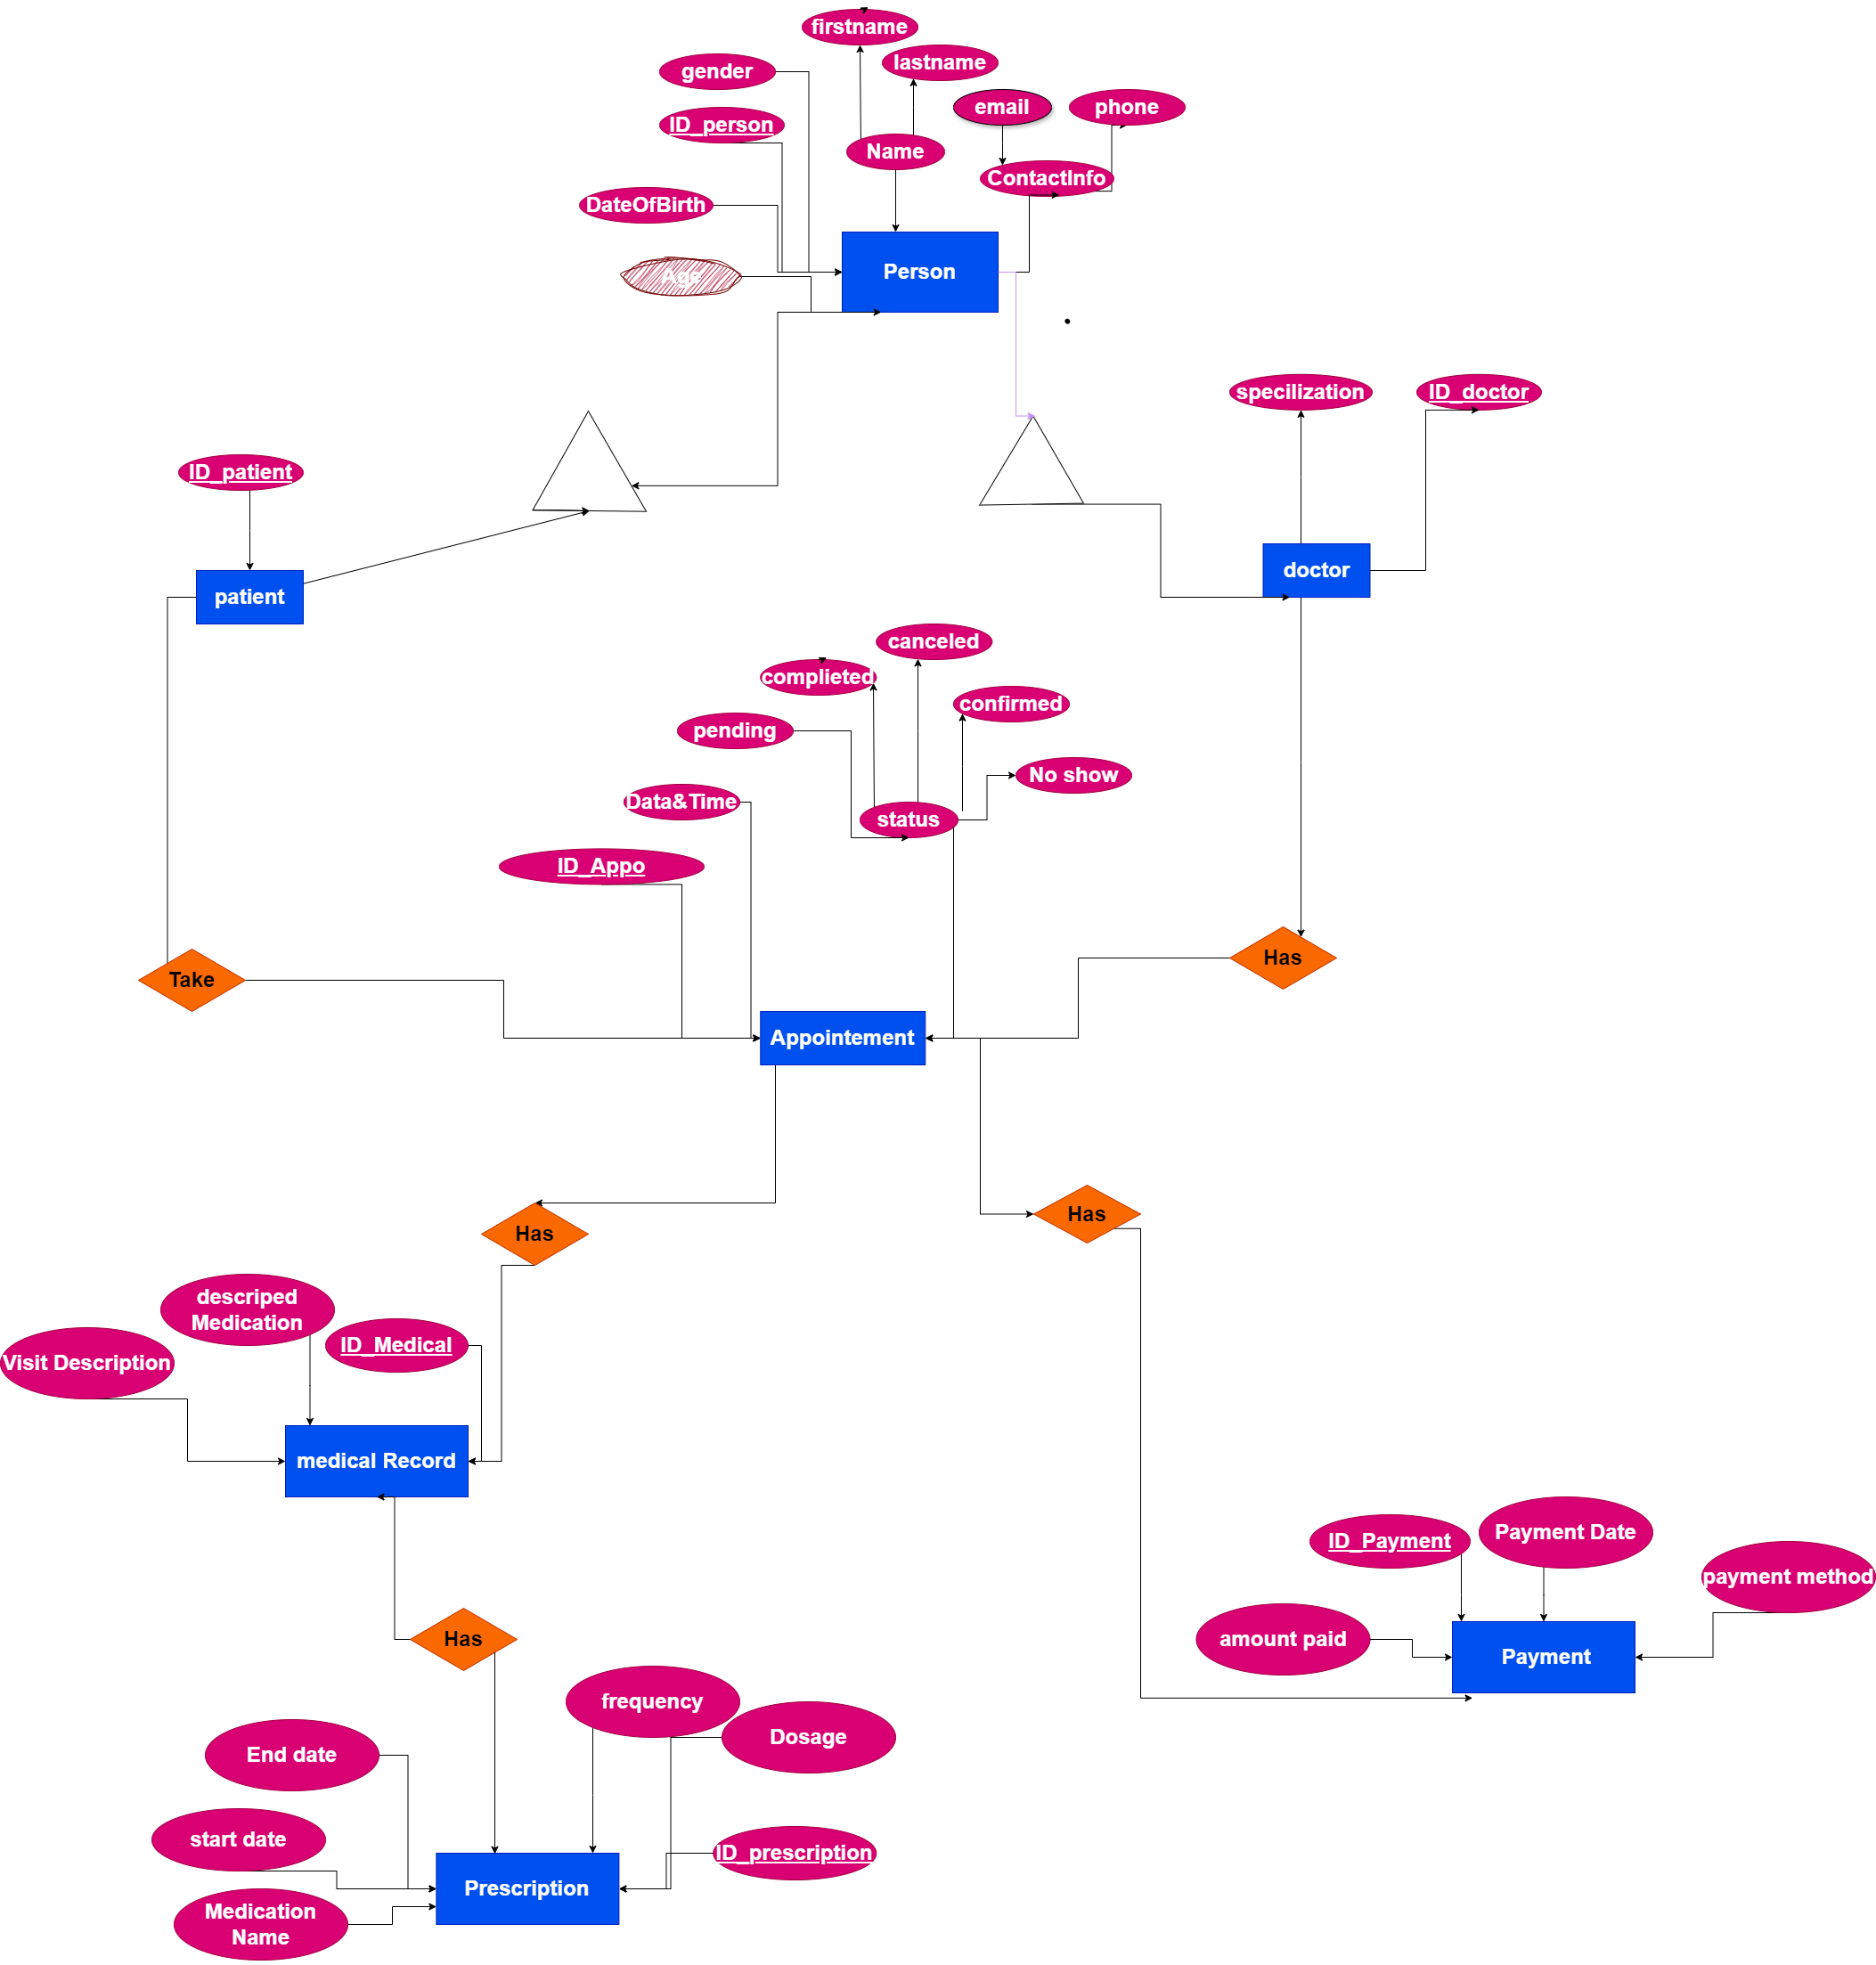 firstname
lastname
gender
email
phone
ID_person
Name
ContactInfo
DateOfBirth
Person
Age
specilization
ID_doctor
ID_patient
doctor
patient
canceled
complieted
confirmed
pending
No show
Data&Time
status
ID_Appo
Has
Take
Appointement
Has
Has
descriped
Medication
ID_Medical
Visit Description
medical Record
Payment Date
ID_Payment
payment method
amount paid
Has
Payment
frequency
Dosage
End date
start date
ID_prescription
Prescription
Medication
Name